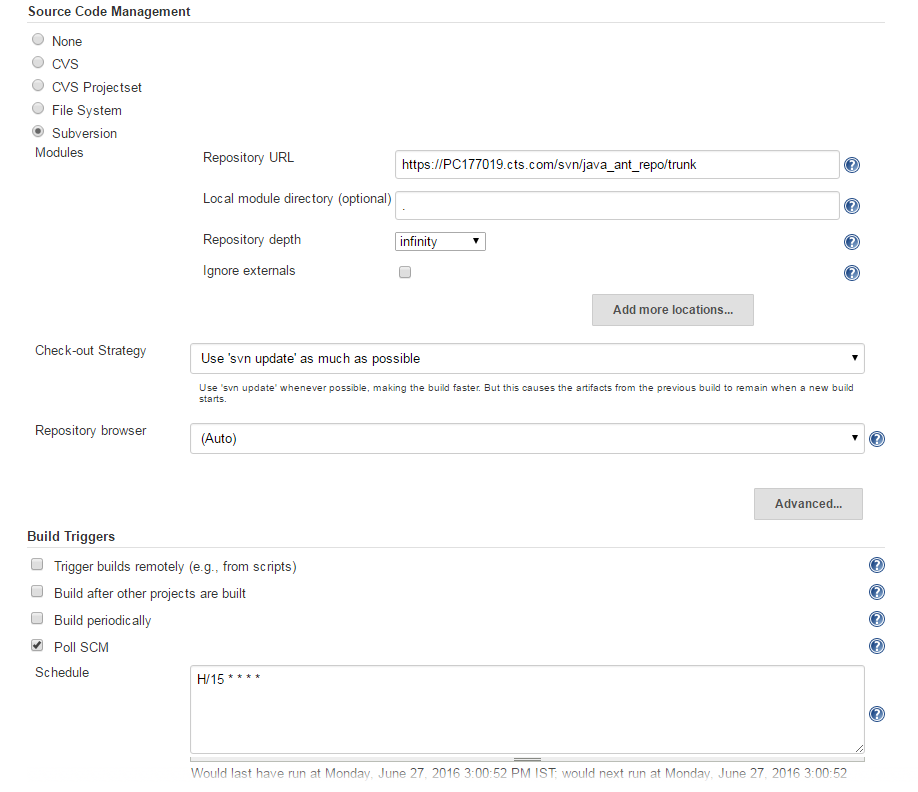 Source Code Management
None
CVS
CVS Projectset
File System
Subversion
Modules
Repository URL
https://PC177019.cts.com/svn/java_ant_repo/trunk
Local module directory (optional)
.
Repository depth
infinity
Ignore externals
Add more locations...
Check-out Strategy
Use 'svn update' as much as possible
Use 'svn update' whenever possible, making the build faster. But this causes the artifacts from the previous build to remain when a new build
starts.
Repository browser
(Auto)
Advanced...
Build Triggers
Trigger builds remotely (e.g., from scripts)
Build after other projects are built
Build periodically
Poll SCM
Schedule
H/15 * * * *
Would last have run at Monday, June 27, 2016 3:00:52 PM IST; would next run at Monday, June 27, 2016 3:00:52